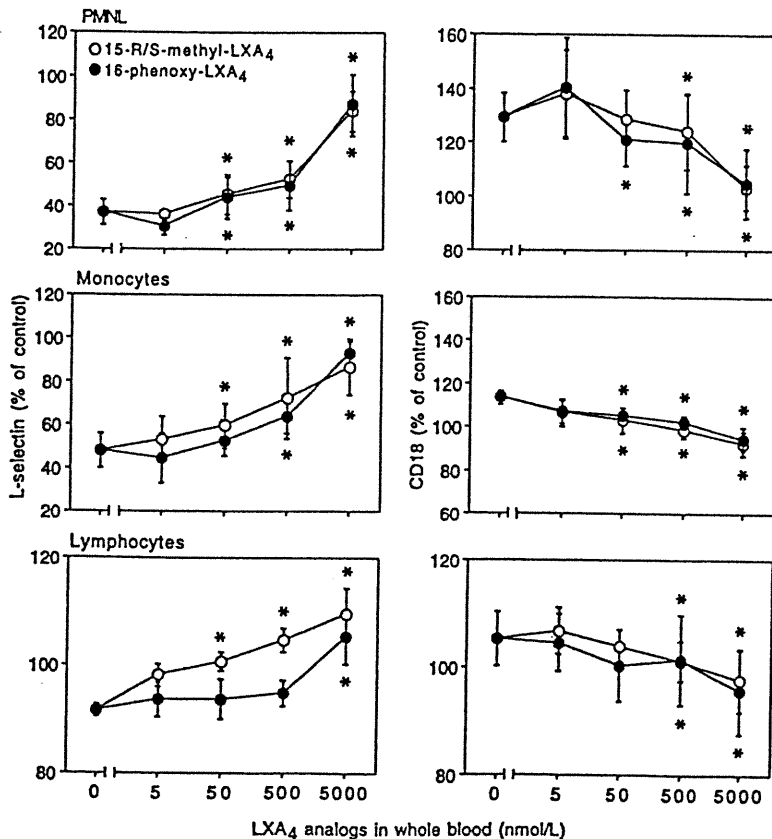 PMNL
15-R/S-methyl-LXA4
16-phenoxy-LXA4
120
100
80
60
40
20
160
140
120
100
80
* * * *
* * *
* *
* * *
Monocytes
120
100
80
60
40
20
160
140
120
100
80
60
* * *
* *
* * *
* * *
L-selectin (% of control)
CD18 (% of control)
Lymphocytes
120
100
80
120
100
80
* * *
*
* *
* *
0 5 50 500 5000
0 5 50 500 5000
LXA4 analogs in whole blood (nmol/L)